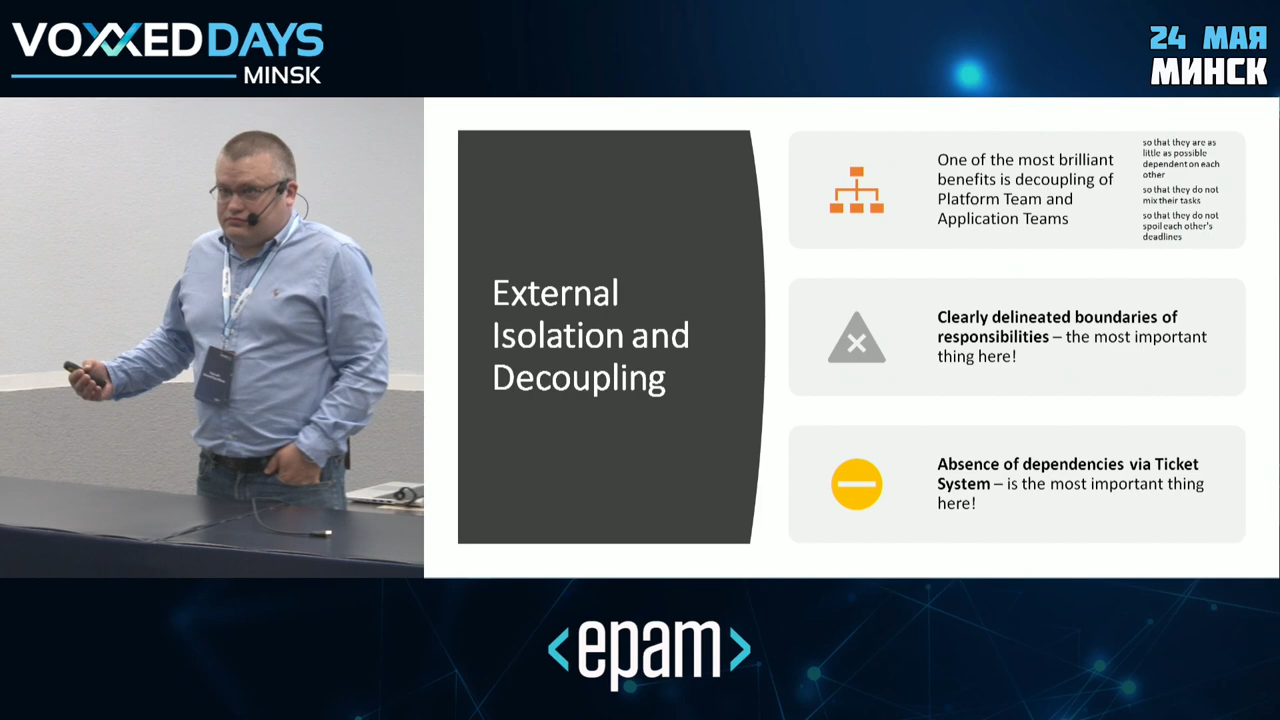 VOXXEDDAYS
MINSK
24 МАЯ
МИНСК
External
Isolation and
Decoupling
One of the most brilliant
benefits is decoupling of
Platform Team and
Application Teams
so that they are as
little as possible
dependent on each
other
so that they do not
mix their tasks
so that they do not
spoil each other's
deadlines
Clearly delineated boundaries of
responsibilities – the most important
thing here!
Absence of dependencies via Ticket
System – is the most important thing
here!
<epam>